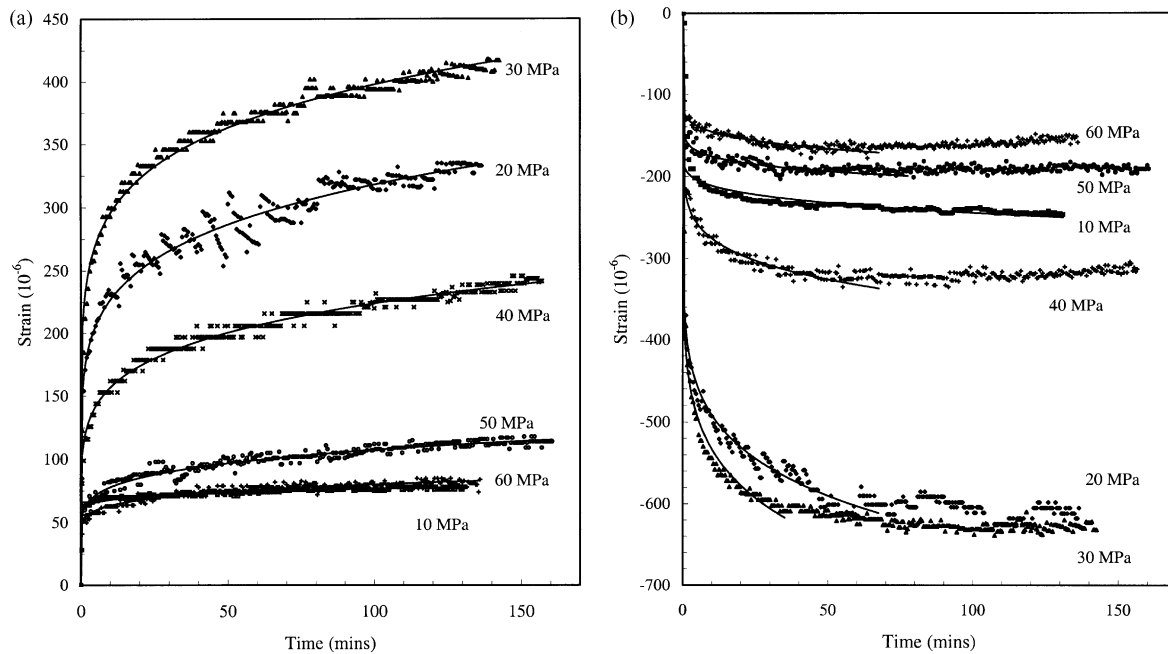 (a)
450
400
350
300
250
200
150
100
50
0
Strain (10⁻⁶)
30 MPa
20 MPa
40 MPa
50 MPa
60 MPa
10 MPa
0
50
100
150
Time (mins)
(b)
0
-100
-200
-300
-400
-500
-600
-700
Strain (10⁻⁶)
60 MPa
50 MPa
10 MPa
40 MPa
20 MPa
30 MPa
0
50
100
150
Time (mins)